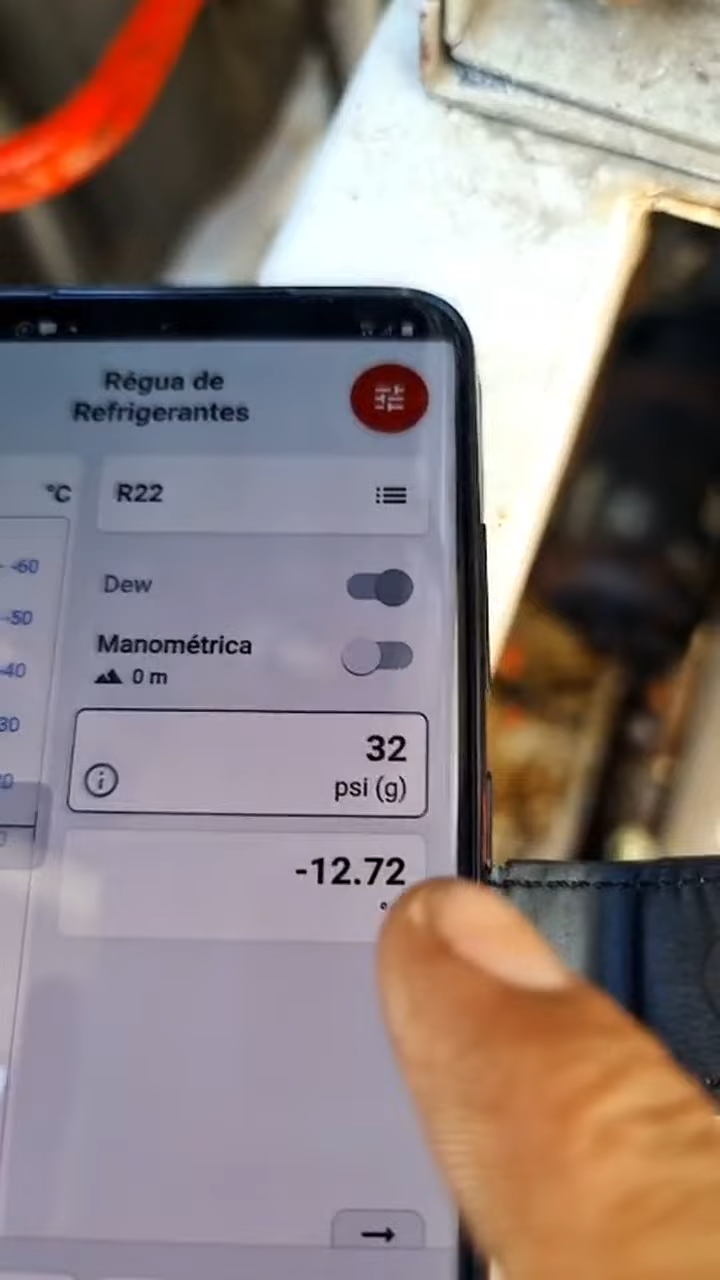 Régua de
Refrigerantes
°C
R22
-60
Dew
-50
Manométrica
0 m
-40
30
32
psi (g)
-12.72
→